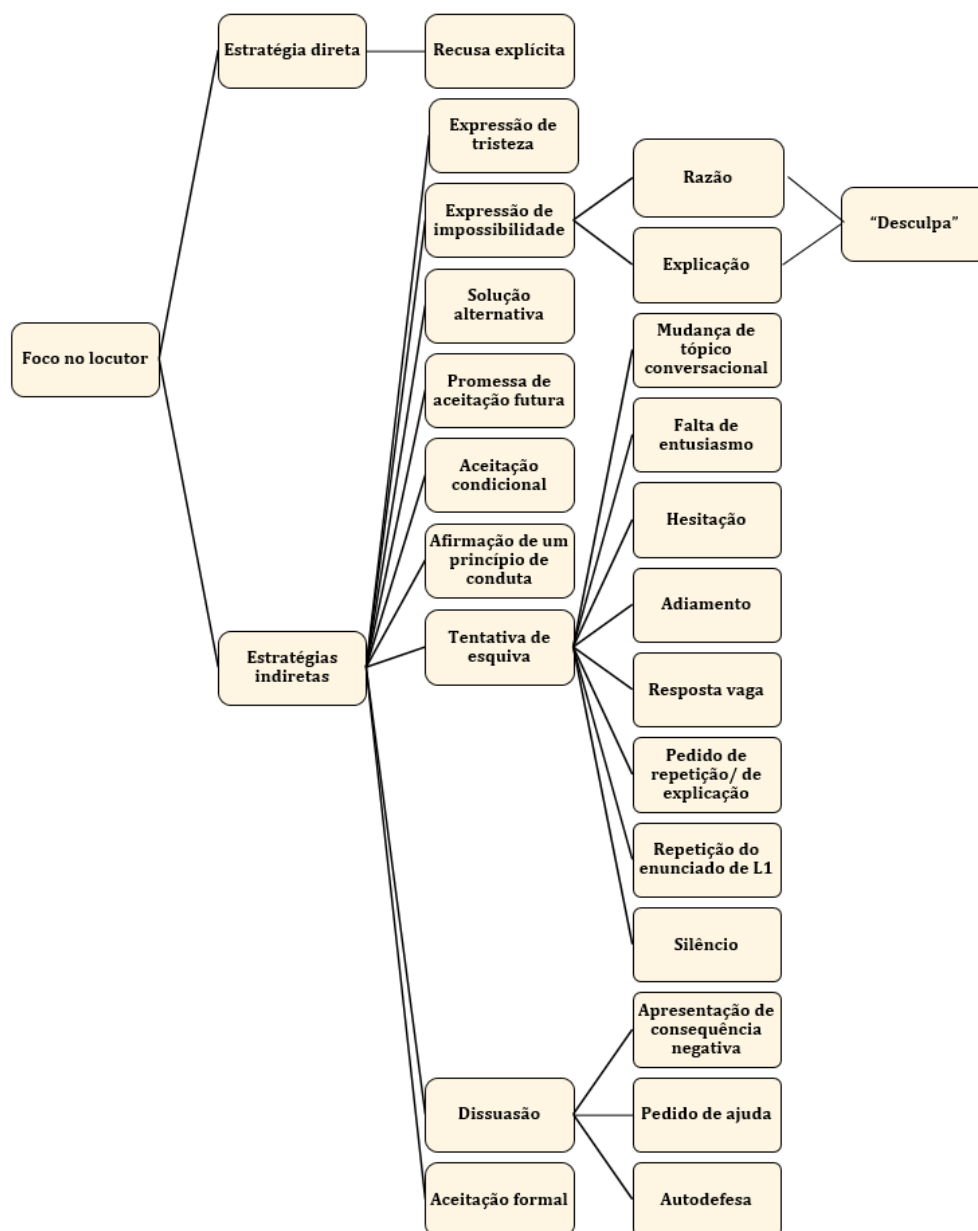 Estratégia direta
Recusa explícita
Expressão de
tristeza
Razão
Expressão de
impossibilidade
“Desculpa”
Explicação
Solução
alternativa
Mudança de
tópico
conversacional
Foco no locutor
Promessa de
aceitação futura
Falta de
entusiasmo
Aceitação
condicional
Hesitação
Afirmação de um
princípio de
conduta
Adiamento
Estratégias
indiretas
Tentativa de
esquiva
Resposta vaga
Pedido de
repetição/ de
explicação
Repetição do
enunciado de L1
Silêncio
Apresentação de
consequência
negativa
Dissuasão
Pedido de ajuda
Aceitação formal
Autodefesa